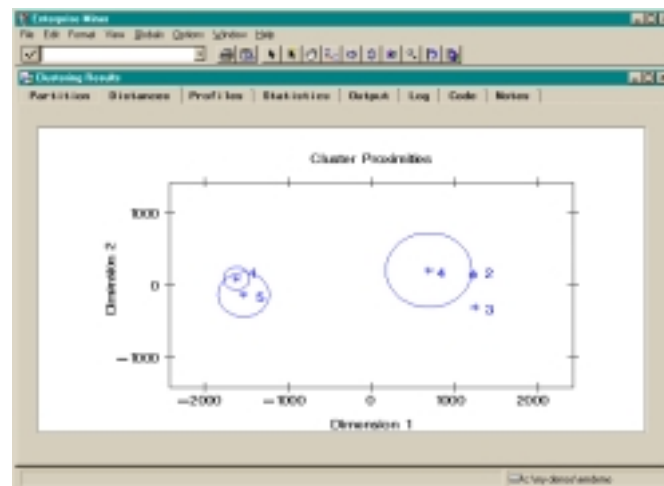 Enterprise Miner
File Edit Format View Globals Options Window Help
Clustering Results
Partition Distances Profiles Statistics Output Log Code Notes
Cluster Proximities
1000
0
-1000
Dimension 2
4 2
5
3
-2000 -1000 0 1000 2000
Dimension 1